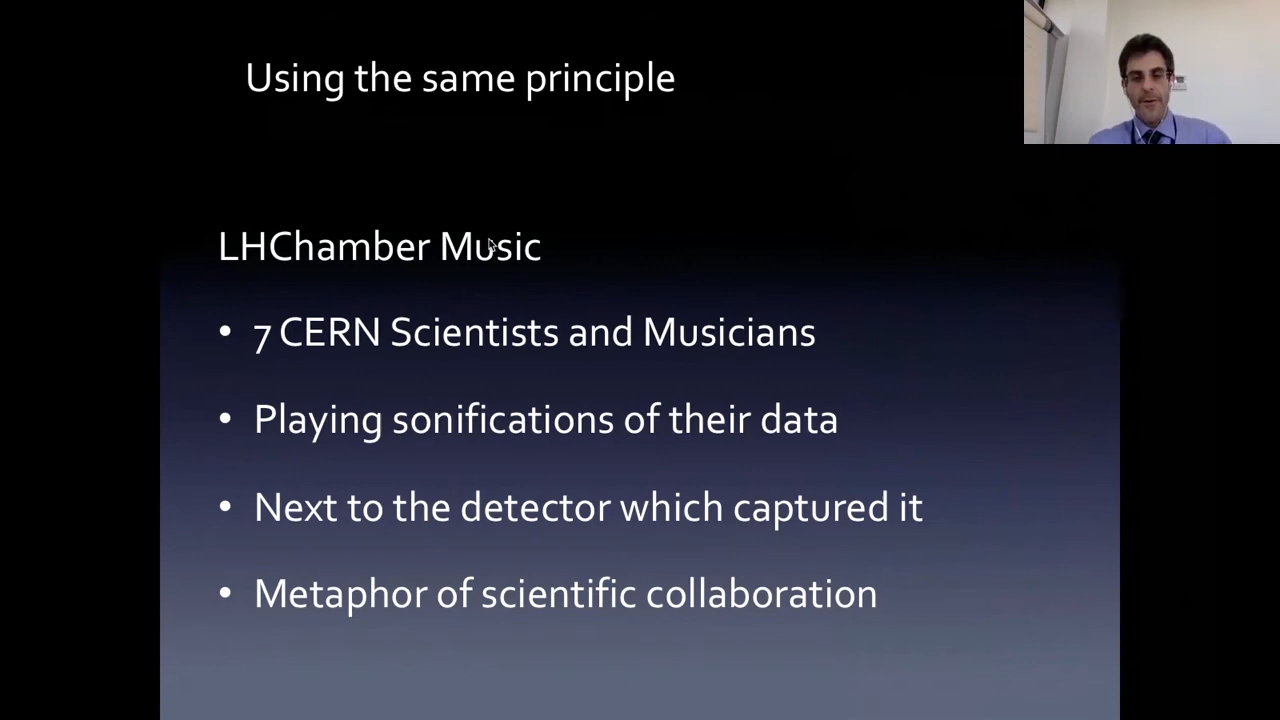 Using the same principle
LHChamber Music
• 7 CERN Scientists and Musicians
• Playing sonifications of their data
• Next to the detector which captured it
• Metaphor of scientific collaboration